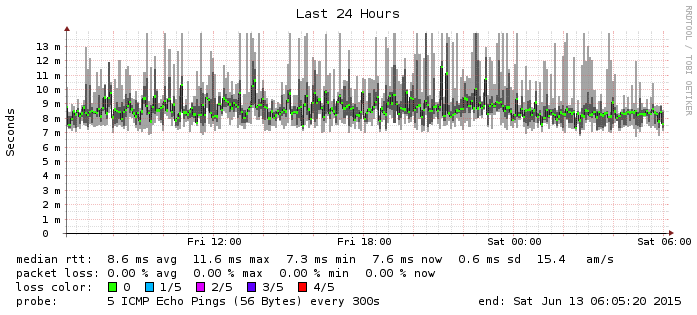 Last 24 Hours
RRDTOOL / TOBI OETIKER
Seconds
13 m
12 m
11 m
10 m
9 m
8 m
7 m
6 m
5 m
4 m
3 m
2 m
1 m
0
Fri 12:00 Fri 18:00 Sat 00:00 Sat 06:00
median rtt: 8.6 ms avg 11.6 ms max 7.3 ms min 7.6 ms now 0.6 ms sd 15.4 am/s
packet loss: 0.00 % avg 0.00 % max 0.00 % min 0.00 % now
loss color: 0 1/5 2/5 3/5 4/5
probe: 5 ICMP Echo Pings (56 Bytes) every 300s end: Sat Jun 13 06:05:20 2015